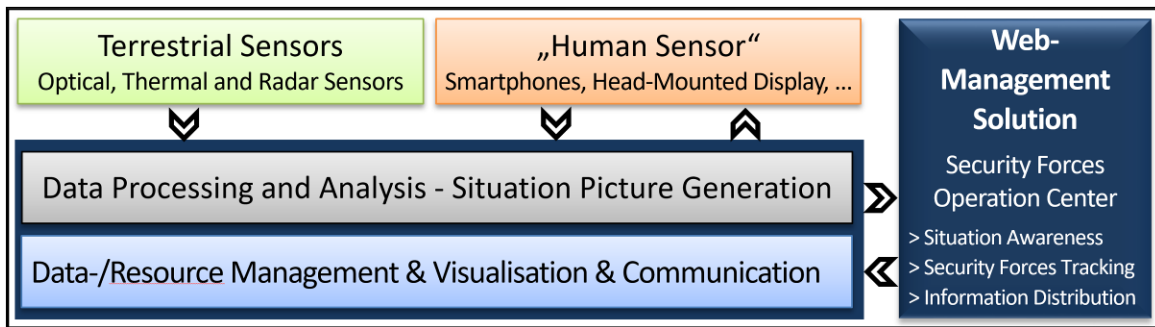 Terrestrial Sensors
Optical, Thermal and Radar Sensors
„Human Sensor“
Smartphones, Head-Mounted Display, ...
Data Processing and Analysis - Situation Picture Generation
Data-/Resource Management & Visualisation & Communication
Web-
Management
Solution
Security Forces
Operation Center
> Situation Awareness
> Security Forces Tracking
> Information Distribution